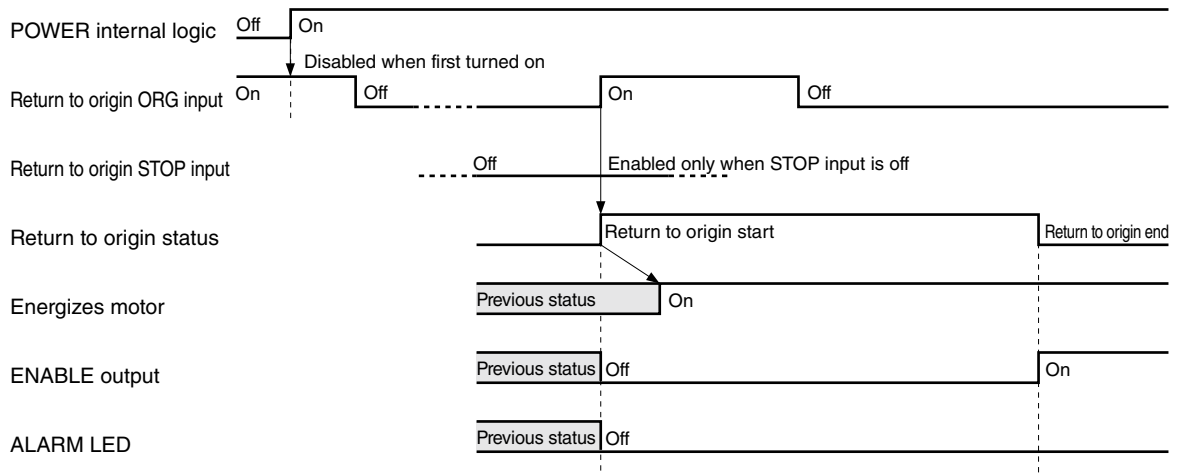 POWER internal logic Off On
Disabled when first turned on
Return to origin ORG input On Off On Off
Return to origin STOP input Off Enabled only when STOP input is off
Return to origin status Return to origin start Return to origin end
Energizes motor Previous status On
ENABLE output Previous status Off On
ALARM LED Previous status Off